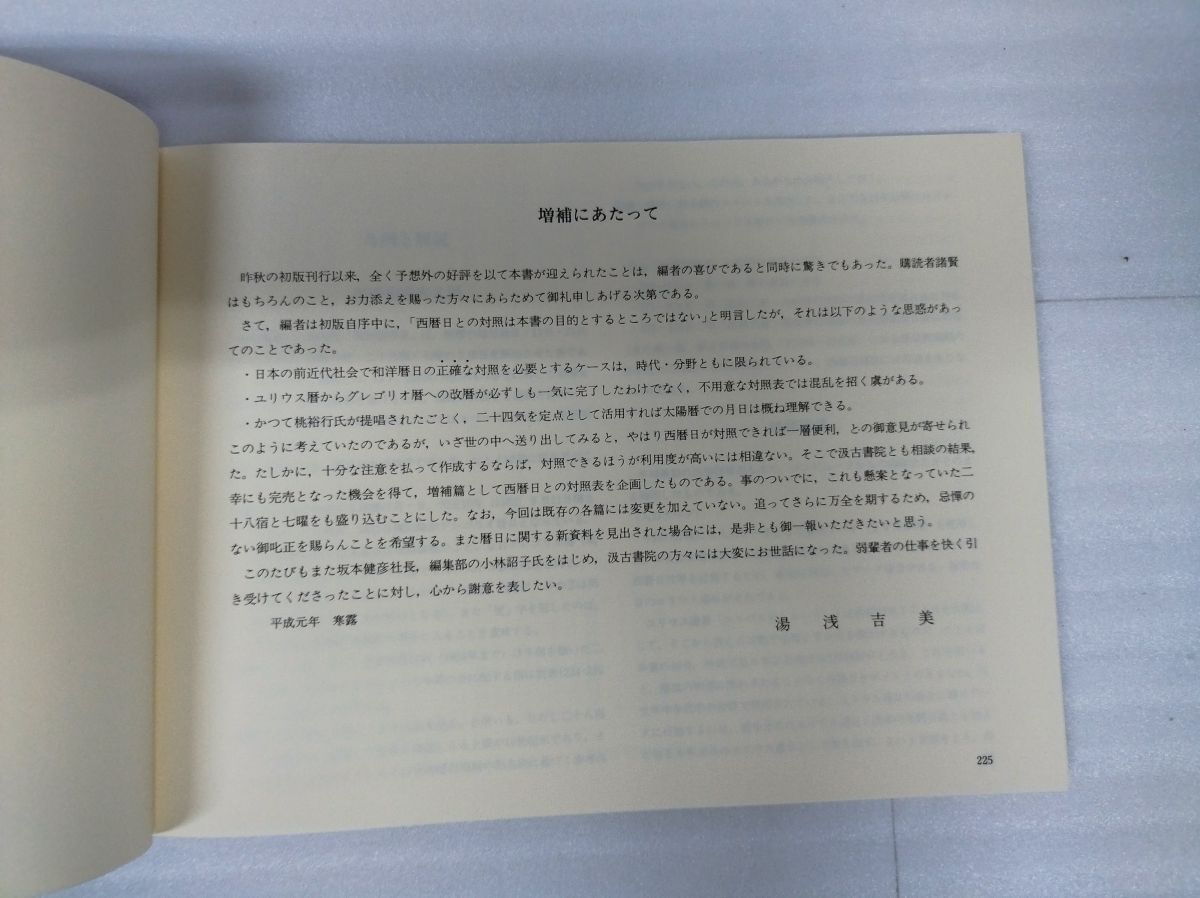 増補にあたって
昨秋の初版刊行以来，全く予想外の好評を以て本書が迎えられたことは，編者の喜びであると同時に驚きでもあった。購読者諸賢
はもちろんのこと，お力添えを賜った方々にあらためて御礼申しあげる次第である。
さて，編者は初版自序中に，「西暦日との対照は本書の目的とするところではない」と明言したが，それは以下のような思惑があっ
てのことであった。
・日本の前近代社会で和洋暦日の正確な対照を必要とするケースは，時代・分野ともに限られている。
・ユリウス暦からグレゴリオ暦への改暦が必ずしも一気に完了したわけでなく，不用意な対照表では混乱を招く虞がある。
・かつて桃裕行氏が提唱されたごとく，二十四気を定点として活用すれば太陽暦での月日は概ね理解できる。
このように考えていたのであるが，いざ世の中へ送り出してみると，やはり西暦日が対照できれば一層便利，との御意見が寄せられ
た。たしかに，十分な注意を払って作成するならば，対照できるほうが利用度が高いには相違ない。そこで汲古書院とも相談の結果，
幸にも完売となった機会を得て，増補篇として西暦日との対照表を企画したものである。事のついでに，これも懸案となっていた二
十八宿と七曜をも盛り込むことにした。なお，今回は既存の各篇には変更を加えていない。追ってさらに万全を期するため，忌憚の
ない御叱正を賜らんことを希望する。また暦日に関する新資料を見出された場合には，是非とも御一報いただきたいと思う。
このたびもまた坂本健彦社長，編集部の小林詔子氏をはじめ，汲古書院の方々には大変にお世話になった。弱輩者の仕事を快く引
き受けてくださったことに対し，心から謝意を表したい。
平成元年　寒露
湯浅吉美
225